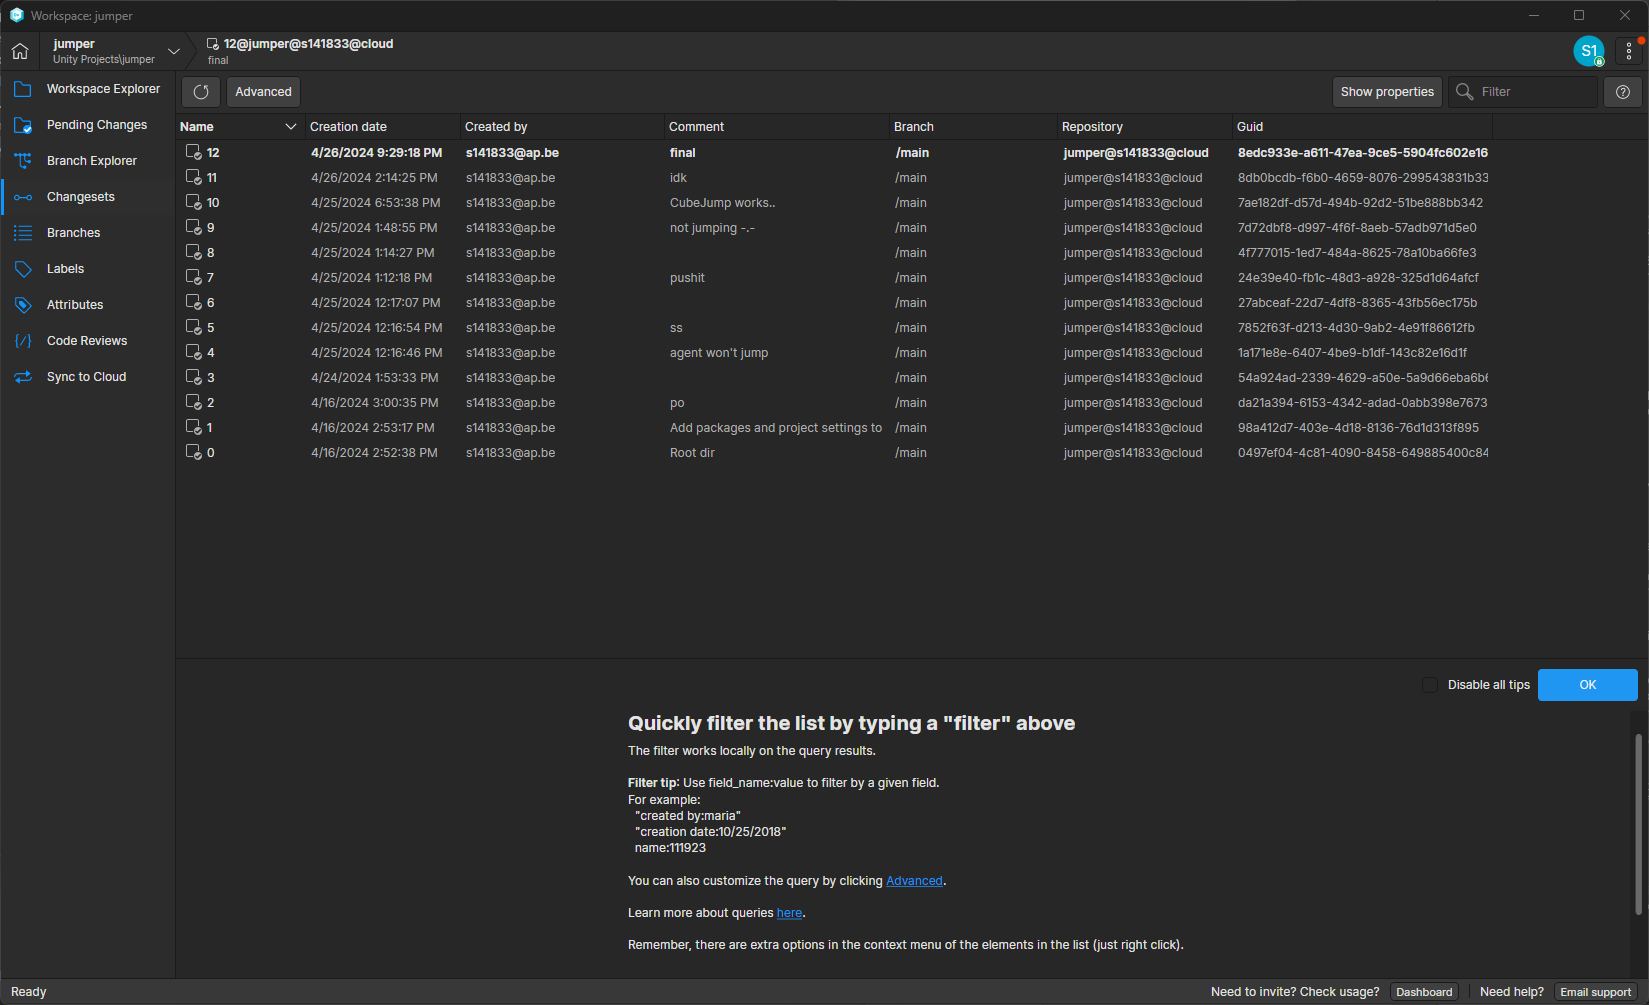 Workspace: jumper
jumper
Unity Projects\jumper
12@jumper@s141833@cloud
final
S1
Workspace Explorer
Pending Changes
Branch Explorer
Changesets
Branches
Labels
Attributes
Code Reviews
Sync to Cloud
Advanced
Show properties
Filter
Name Creation date Created by Comment Branch Repository Guid
12 4/26/2024 9:29:18 PM s141833@ap.be final /main jumper@s141833@cloud 8edc933e-a611-47ea-9ce5-5904fc602e16
11 4/26/2024 2:14:25 PM s141833@ap.be idk /main jumper@s141833@cloud 8db0bcdb-f6b0-4659-8076-299543831b33
10 4/25/2024 6:53:38 PM s141833@ap.be CubeJump works.. /main jumper@s141833@cloud 7ae182df-d57d-494b-92d2-51be888bb342
9 4/25/2024 1:48:55 PM s141833@ap.be not jumping -.- /main jumper@s141833@cloud 7d72dbf8-d997-4f6f-8aeb-57adb971d5e0
8 4/25/2024 1:14:27 PM s141833@ap.be /main jumper@s141833@cloud 4f777015-1ed7-484a-8625-78a10ba66fe3
7 4/25/2024 1:12:18 PM s141833@ap.be pushit /main jumper@s141833@cloud 24e39e40-fb1c-48d3-a928-325d1d64afcf
6 4/25/2024 12:17:07 PM s141833@ap.be /main jumper@s141833@cloud 27abceaf-22d7-4df8-8365-43fb56ec175b
5 4/25/2024 12:16:54 PM s141833@ap.be ss /main jumper@s141833@cloud 7852f63f-d213-4d30-9ab2-4e91f86612fb
4 4/25/2024 12:16:46 PM s141833@ap.be agent won't jump /main jumper@s141833@cloud 1a171e8e-6407-4be9-b1df-143c82e16d1f
3 4/24/2024 1:53:33 PM s141833@ap.be /main jumper@s141833@cloud 54a924ad-2339-4629-a50e-5a9d66eba6b6
2 4/16/2024 3:00:35 PM s141833@ap.be po /main jumper@s141833@cloud da21a394-6153-4342-adad-0abb398e7673
1 4/16/2024 2:53:17 PM s141833@ap.be Add packages and project settings to /main jumper@s141833@cloud 98a412d7-403e-4d18-8136-76d1d313f895
0 4/16/2024 2:52:38 PM s141833@ap.be Root dir /main jumper@s141833@cloud 0497ef04-4c81-4090-8458-649885400c84
Disable all tips
OK
Quickly filter the list by typing a "filter" above
The filter works locally on the query results.
Filter tip: Use field_name:value to filter by a given field.
For example:
"created by:maria"
"creation date:10/25/2018"
name:111923
You can also customize the query by clicking Advanced.
Learn more about queries here.
Remember, there are extra options in the context menu of the elements in the list (just right click).
Ready
Need to invite? Check usage? Dashboard Need help? Email support